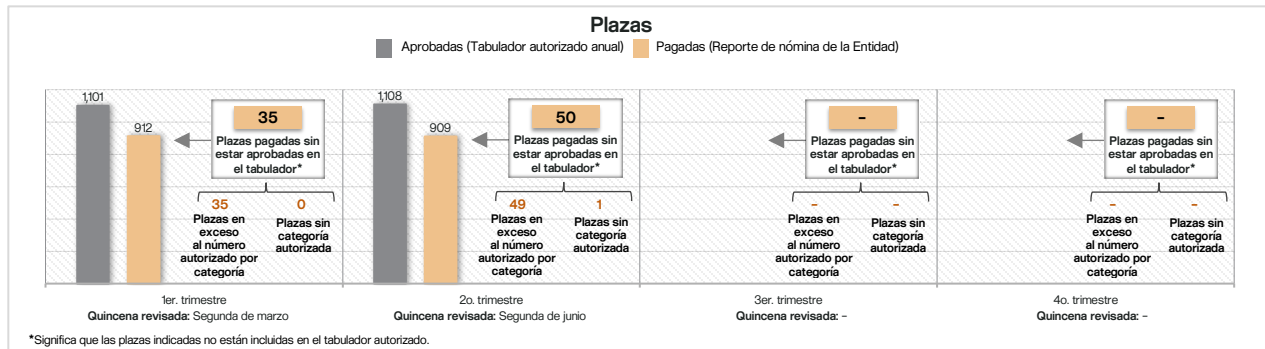 Plazas
Aprobadas (Tabulador autorizado anual) Pagadas (Reporte de nómina de la Entidad)
1,101
912
35
Plazas pagadas sin
estar aprobadas en
el tabulador*
35
Plazas en
exceso
al número
autorizado por
categoría
0
Plazas sin
categoría
autorizada
1er. trimestre
Quincena revisada: Segunda de marzo
1,108
909
50
Plazas pagadas sin
estar aprobadas en
el tabulador*
49
Plazas en
exceso
al número
autorizado por
categoría
1
Plazas sin
categoría
autorizada
2o. trimestre
Quincena revisada: Segunda de junio
-
Plazas pagadas sin
estar aprobadas en
el tabulador*
-
Plazas en
exceso
al número
autorizado por
categoría
-
Plazas sin
categoría
autorizada
3er. trimestre
Quincena revisada: -
-
Plazas pagadas sin
estar aprobadas en
el tabulador*
-
Plazas en
exceso
al número
autorizado por
categoría
-
Plazas sin
categoría
autorizada
4o. trimestre
Quincena revisada: -
*Significa que las plazas indicadas no están incluidas en el tabulador autorizado.